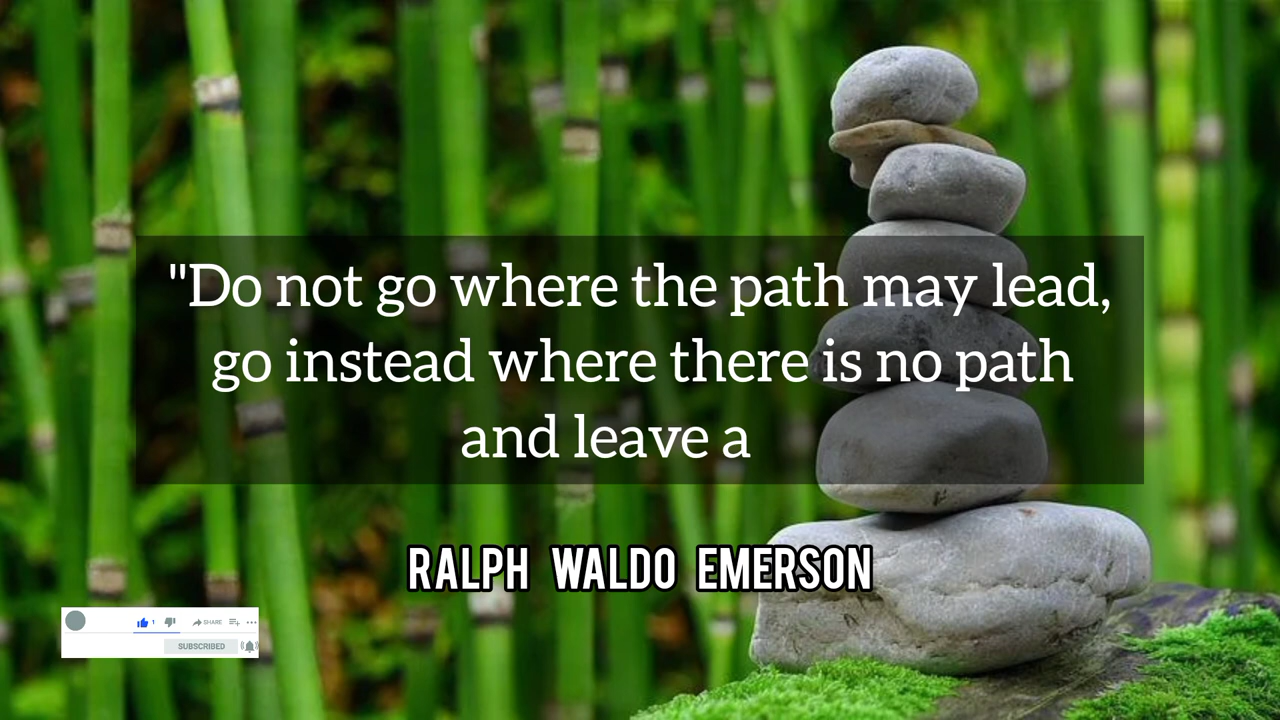 "Do not go where the path may lead,
go instead where there is no path
and leave a
RALPH WALDO EMERSON
1 SHARE
SUBSCRIBED